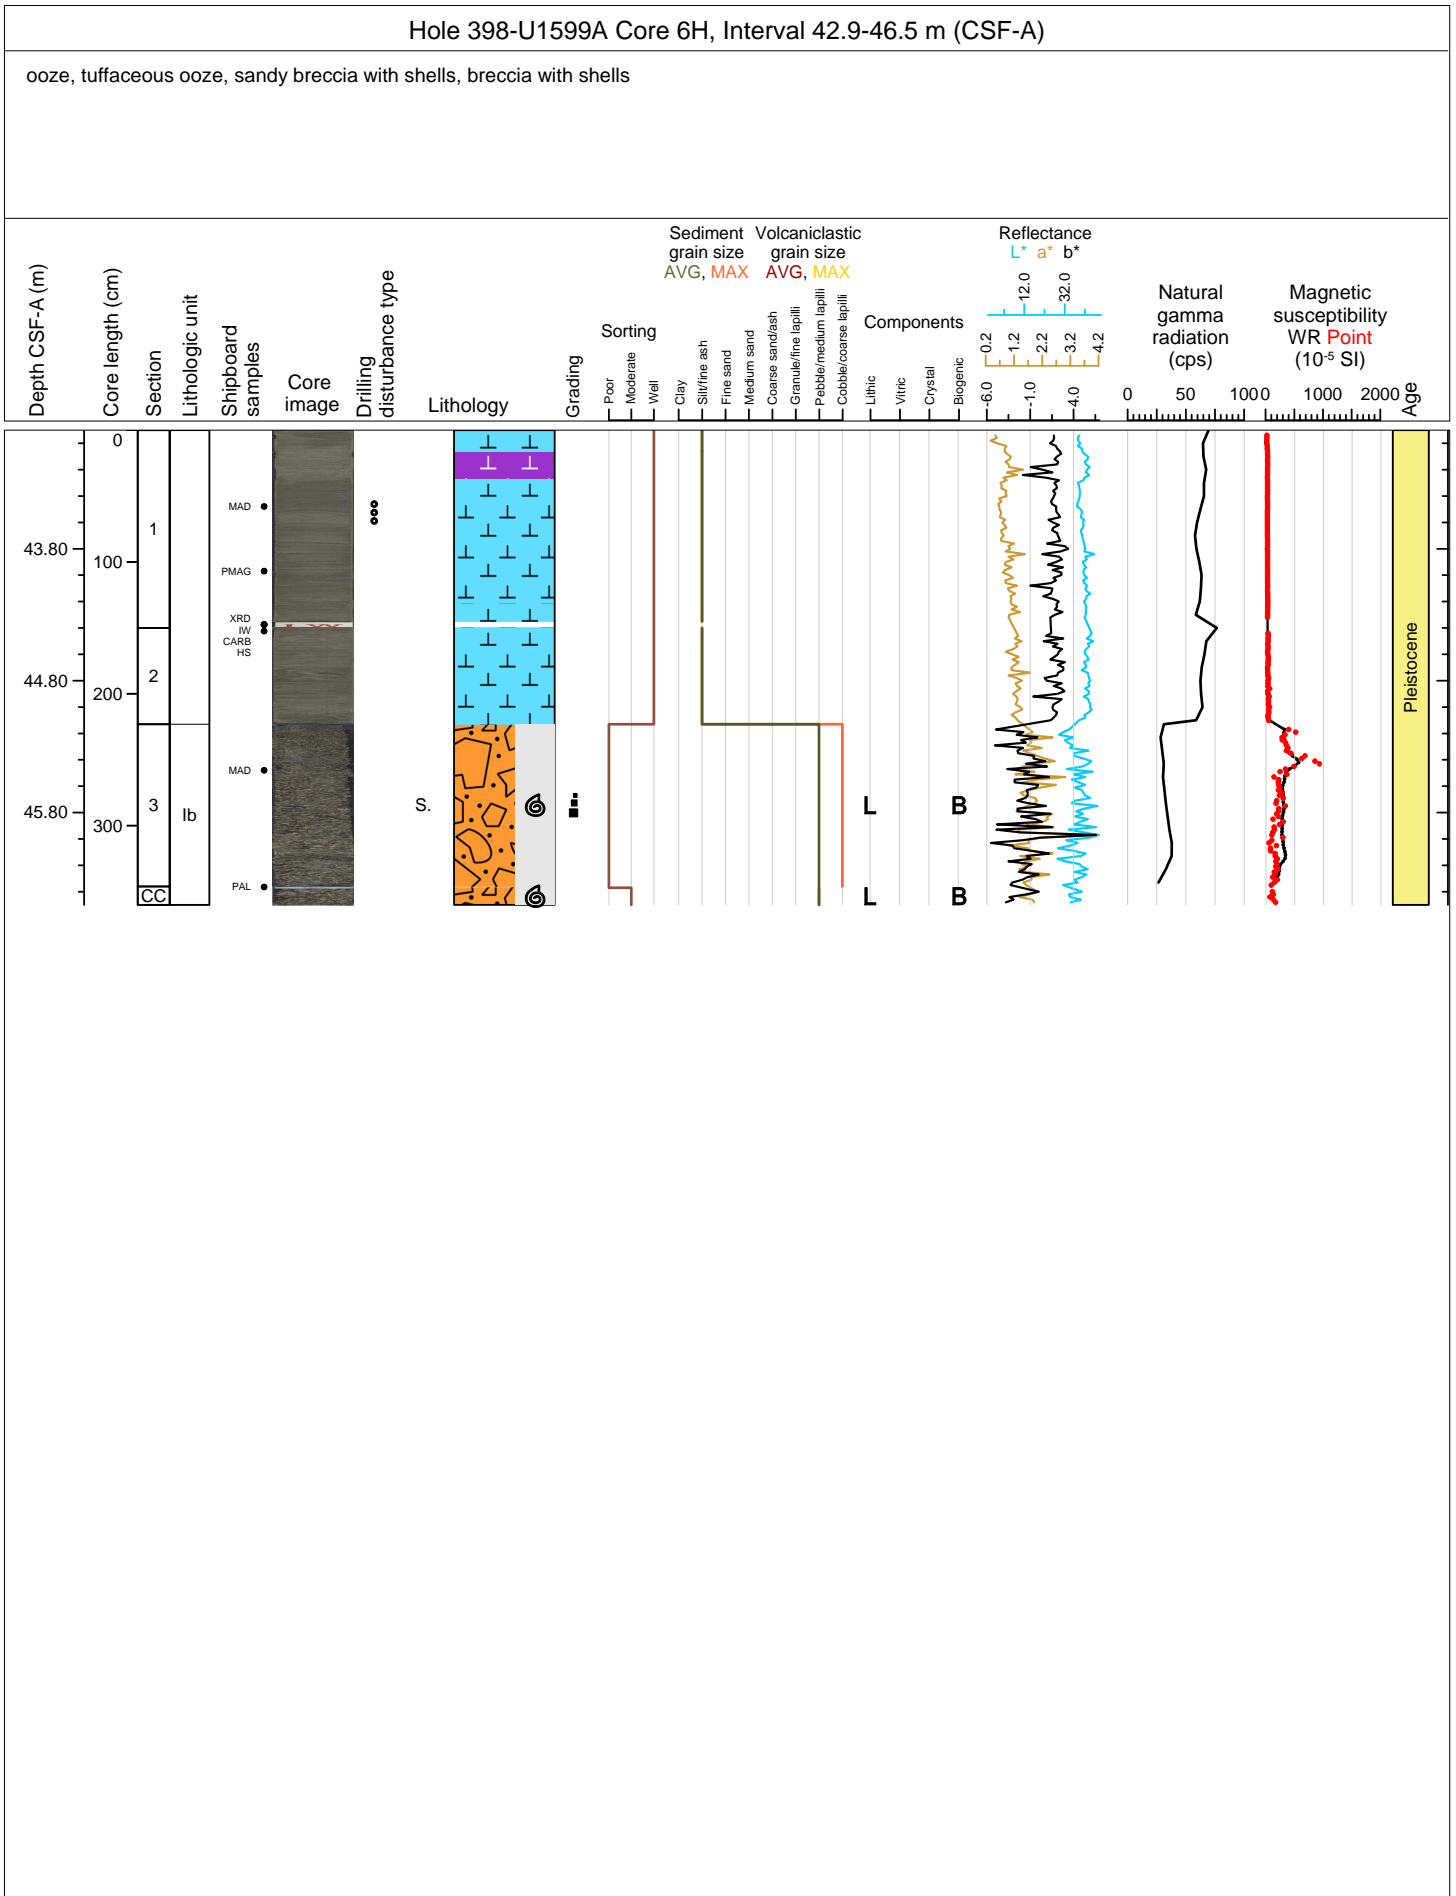 Hole 398-U1599A Core 6H, Interval 42.9-46.5 m (CSF-A)
ooze, tuffaceous ooze, sandy breccia with shells, breccia with shells
Depth CSF-A (m)
Core length (cm)
Section
Lithologic unit
Shipboard
samples
Core
image
Drilling
disturbance type
Lithology
Grading
Sorting
Poor
Moderate
Well
Sediment
grain size
AVG, MAX
Volcaniclastic
grain size
AVG, MAX
Clay
Silt/fine ash
Fine sand
Medium sand
Coarse sand/ash
Granule/fine lapilli
Pebble/medium lapilli
Cobble/coarse lapilli
Components
Lithic
Vitric
Crystal
Biogenic
Reflectance
L* a* b*
12.0 32.0
0.2 1.2 2.2 3.2 4.2
-6.0 -1.0 4.0
Natural
gamma
radiation
(cps)
0 50 100
Magnetic
susceptibility
WR Point
(10-5 SI)
0 1000 2000
Age
0
1
MAD
43.80
100
PMAG
XRD
IW
IW
CARB
HS
2
44.80
200
Pleistocene
MAD
3
Ib
S.
L B
45.80
300
PAL
CC
L B